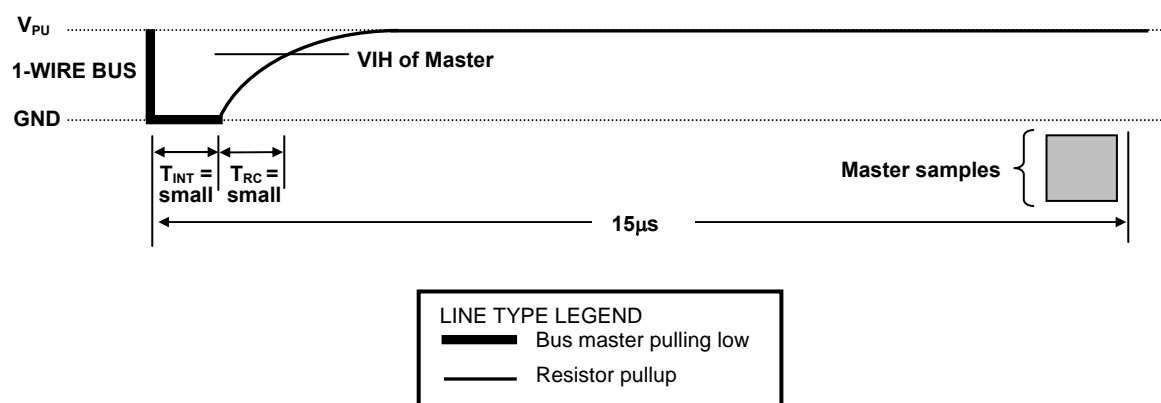 VPU
VIH of Master
1-WIRE BUS
GND
TINT =
small
TRC =
small
Master samples
15μs
LINE TYPE LEGEND
Bus master pulling low
Resistor pullup